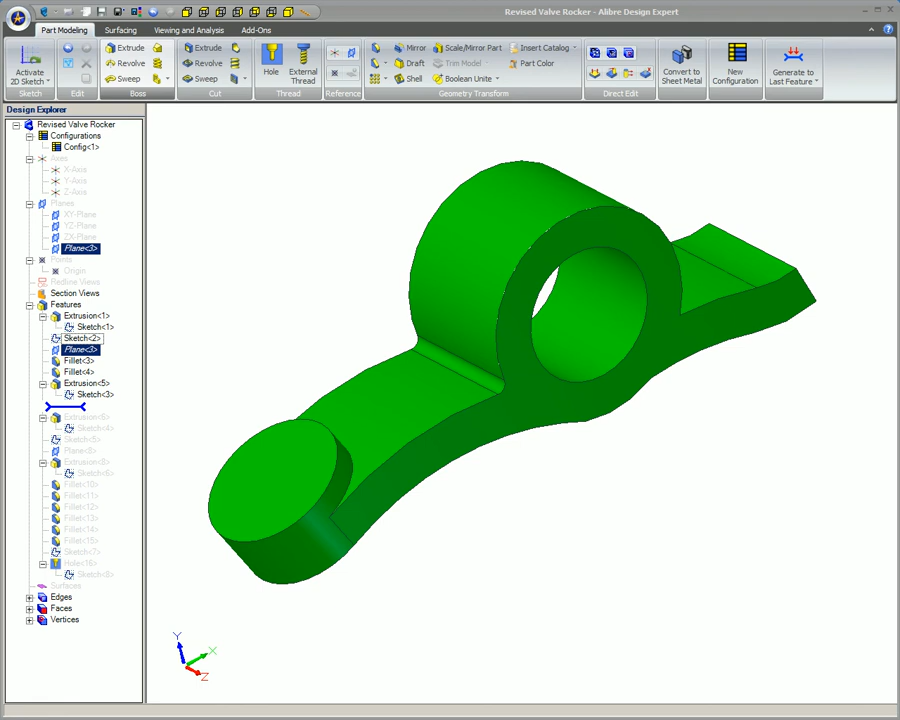 Revised Valve Rocker - Alibre Design Expert
Part Modeling Surfacing Viewing and Analysis Add-Ons
Activate
2D Sketch
Sketch
Edit
Extrude
Revolve
Sweep
Boss
Extrude
Revolve
Sweep
Cut
Hole
External
Thread
Thread
Reference
Mirror
Draft
Shell
Scale/Mirror Part
Trim Model
Boolean Unite
Insert Catalog
Part Color
Geometry Transform
Direct Edit
Convert to
Sheet Metal
New
Configuration
Generate to
Last Feature
Design Explorer
Revised Valve Rocker
Configurations
Config<1>
Axes
X-Axis
Y-Axis
Z-Axis
Planes
XY-Plane
YZ-Plane
ZX-Plane
Plane<3>
Points
Origin
Redline Views
Section Views
Features
Extrusion<1>
Sketch<1>
Sketch<2>
Plane<3>
Fillet<3>
Fillet<4>
Extrusion<5>
Sketch<3>
Extrusion<6>
Sketch<4>
Sketch<5>
Plane<8>
Extrusion<8>
Sketch<6>
Fillet<10>
Fillet<11>
Fillet<12>
Fillet<13>
Fillet<14>
Fillet<15>
Sketch<7>
Hole<16>
Sketch<8>
Surfaces
Edges
Faces
Vertices
Y
X
Z